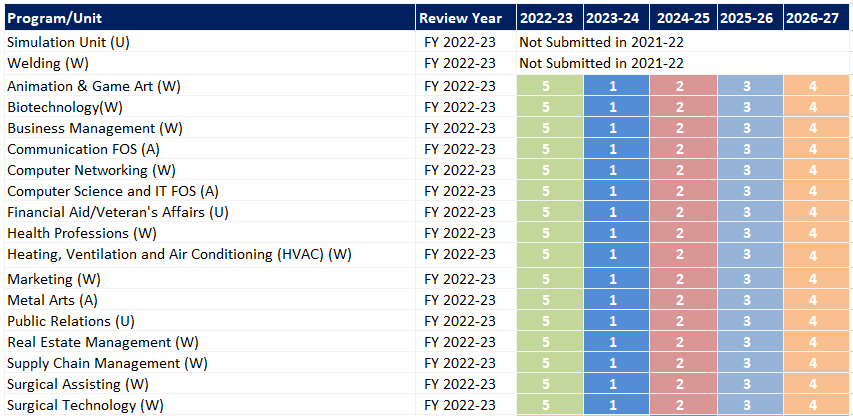 Program/Unit Review Year 2022-23 2023-24 2024-25 2025-26 2026-27
Simulation Unit (U) FY 2022-23 Not Submitted in 2021-22
Welding (W) FY 2022-23 Not Submitted in 2021-22
Animation & Game Art (W) FY 2022-23 5 1 2 3 4
Biotechnology(W) FY 2022-23 5 1 2 3 4
Business Management (W) FY 2022-23 5 1 2 3 4
Communication FOS (A) FY 2022-23 5 1 2 3 4
Computer Networking (W) FY 2022-23 5 1 2 3 4
Computer Science and IT FOS (A) FY 2022-23 5 1 2 3 4
Financial Aid/Veteran's Affairs (U) FY 2022-23 5 1 2 3 4
Health Professions (W) FY 2022-23 5 1 2 3 4
Heating, Ventilation and Air Conditioning (HVAC) (W) FY 2022-23 5 1 2 3 4
Marketing (W) FY 2022-23 5 1 2 3 4
Metal Arts (A) FY 2022-23 5 1 2 3 4
Public Relations (U) FY 2022-23 5 1 2 3 4
Real Estate Management (W) FY 2022-23 5 1 2 3 4
Supply Chain Management (W) FY 2022-23 5 1 2 3 4
Surgical Assisting (W) FY 2022-23 5 1 2 3 4
Surgical Technology (W) FY 2022-23 5 1 2 3 4